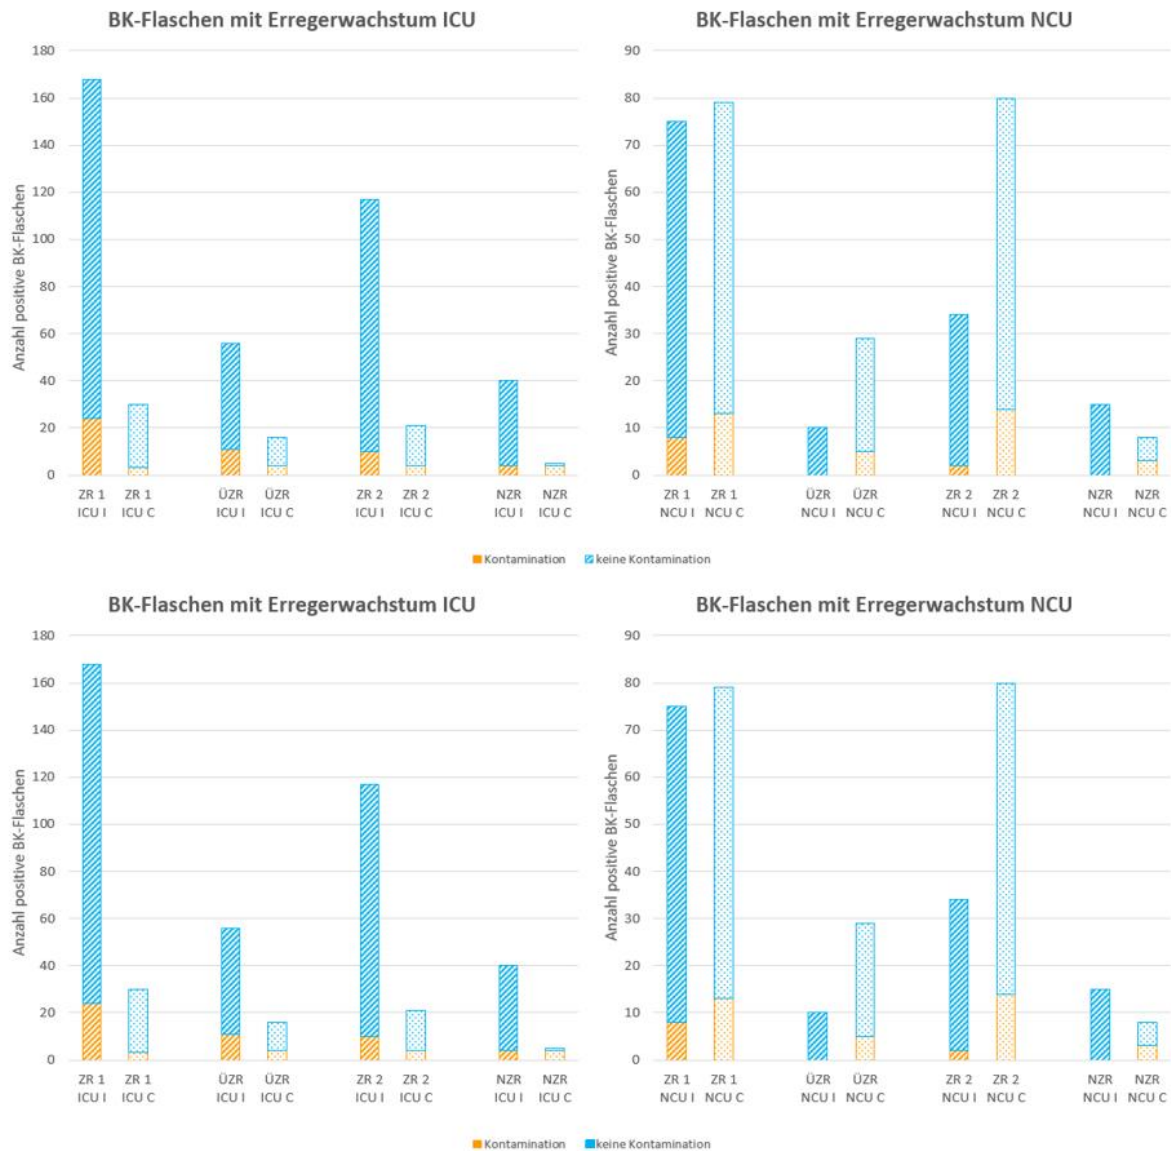 BK-Flaschen mit Erregerwachstum ICU
180
160
140
120
100
80
60
40
20
0
Anzahl positive BK-Flaschen
ZR 1 ZR 1 ÜZR ÜZR ZR 2 ZR 2 NZR NZR
ICU I ICU C ICU I ICU C ICU I ICU C ICU I ICU C
BK-Flaschen mit Erregerwachstum NCU
90
80
70
60
50
40
30
20
10
0
Anzahl positive BK-Flaschen
ZR 1 ZR 1 ÜZR ÜZR ZR 2 ZR 2 NZR NZR
NCU I NCU C NCU I NCU C NCU I NCU C NCU I NCU C
Kontamination keine Kontamination
BK-Flaschen mit Erregerwachstum ICU
180
160
140
120
100
80
60
40
20
0
Anzahl positive BK-Flaschen
ZR 1 ZR 1 ÜZR ÜZR ZR 2 ZR 2 NZR NZR
ICU I ICU C ICU I ICU C ICU I ICU C ICU I ICU C
BK-Flaschen mit Erregerwachstum NCU
90
80
70
60
50
40
30
20
10
0
Anzahl positive BK-Flaschen
ZR 1 ZR 1 ÜZR ÜZR ZR 2 ZR 2 NZR NZR
NCU I NCU C NCU I NCU C NCU I NCU C NCU I NCU C
Kontamination keine Kontamination